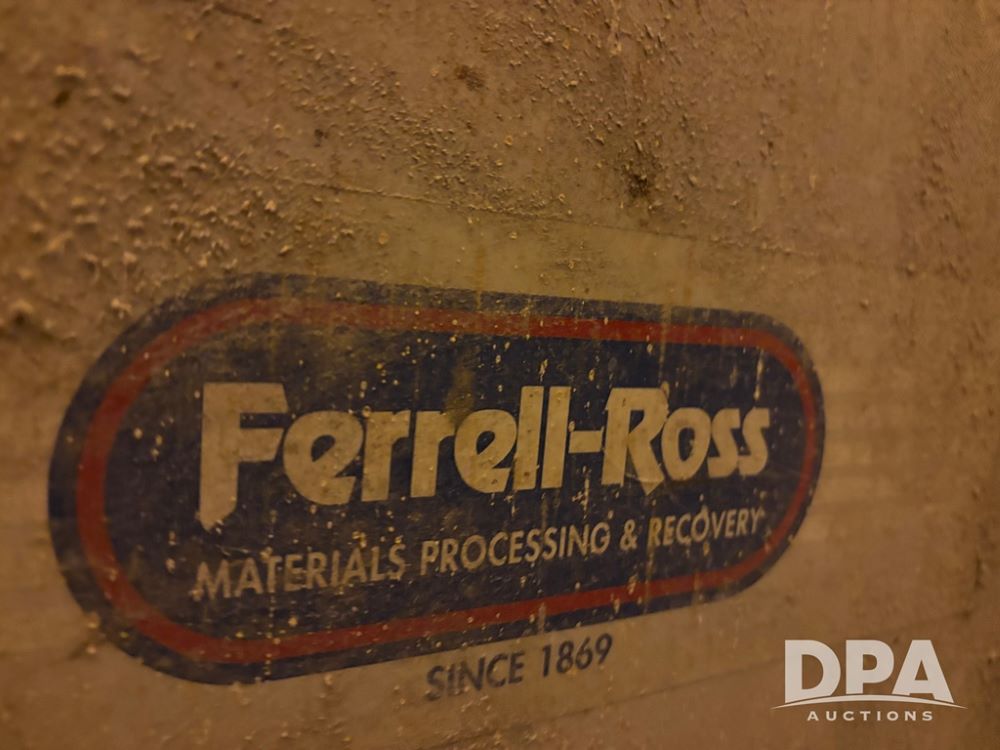 Ferrell-Ross
MATERIALS PROCESSING & RECOVERY
SINCE 1869
DPA
AUCTIONS